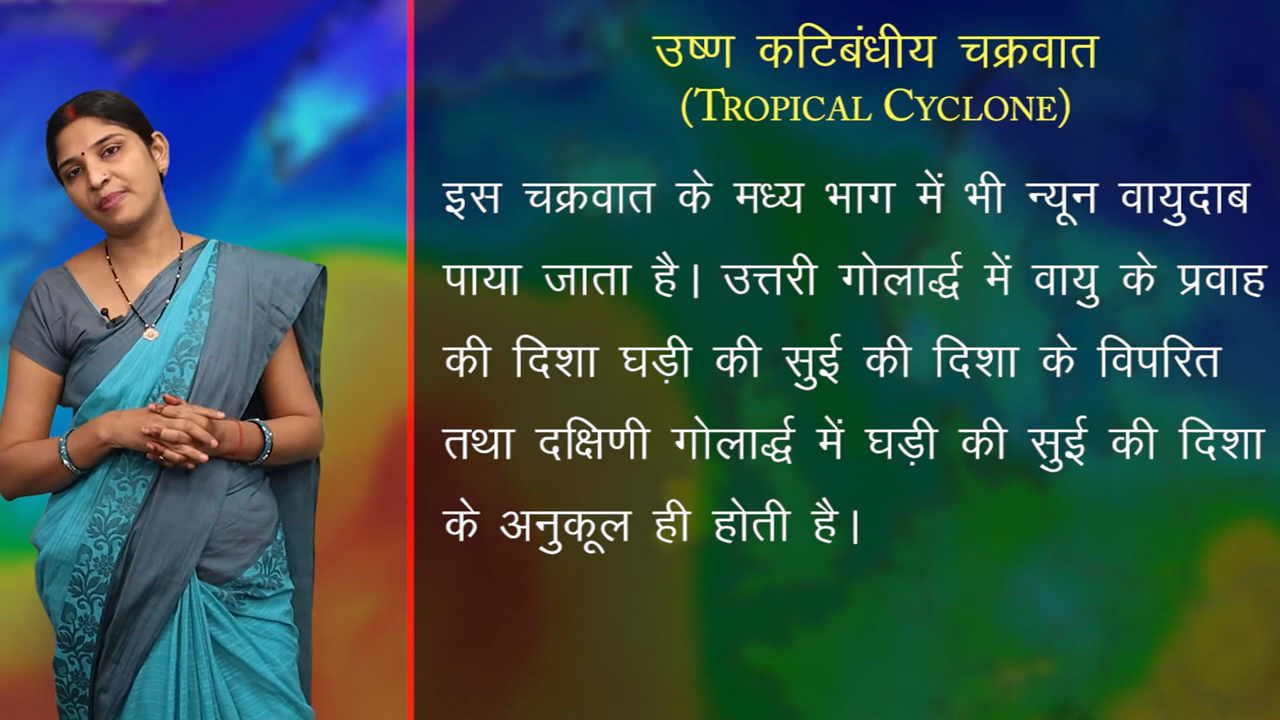 उष्ण कटिबंधीय चक्रवात
(TROPICAL CYCLONE)
इस चक्रवात के मध्य भाग में भी न्यून वायुदाब
पाया जाता है। उत्तरी गोलार्द्ध में वायु के प्रवाह
की दिशा घड़ी की सुई की दिशा के विपरित
तथा दक्षिणी गोलार्द्ध में घड़ी की सुई की दिशा
के अनुकूल ही होती है।